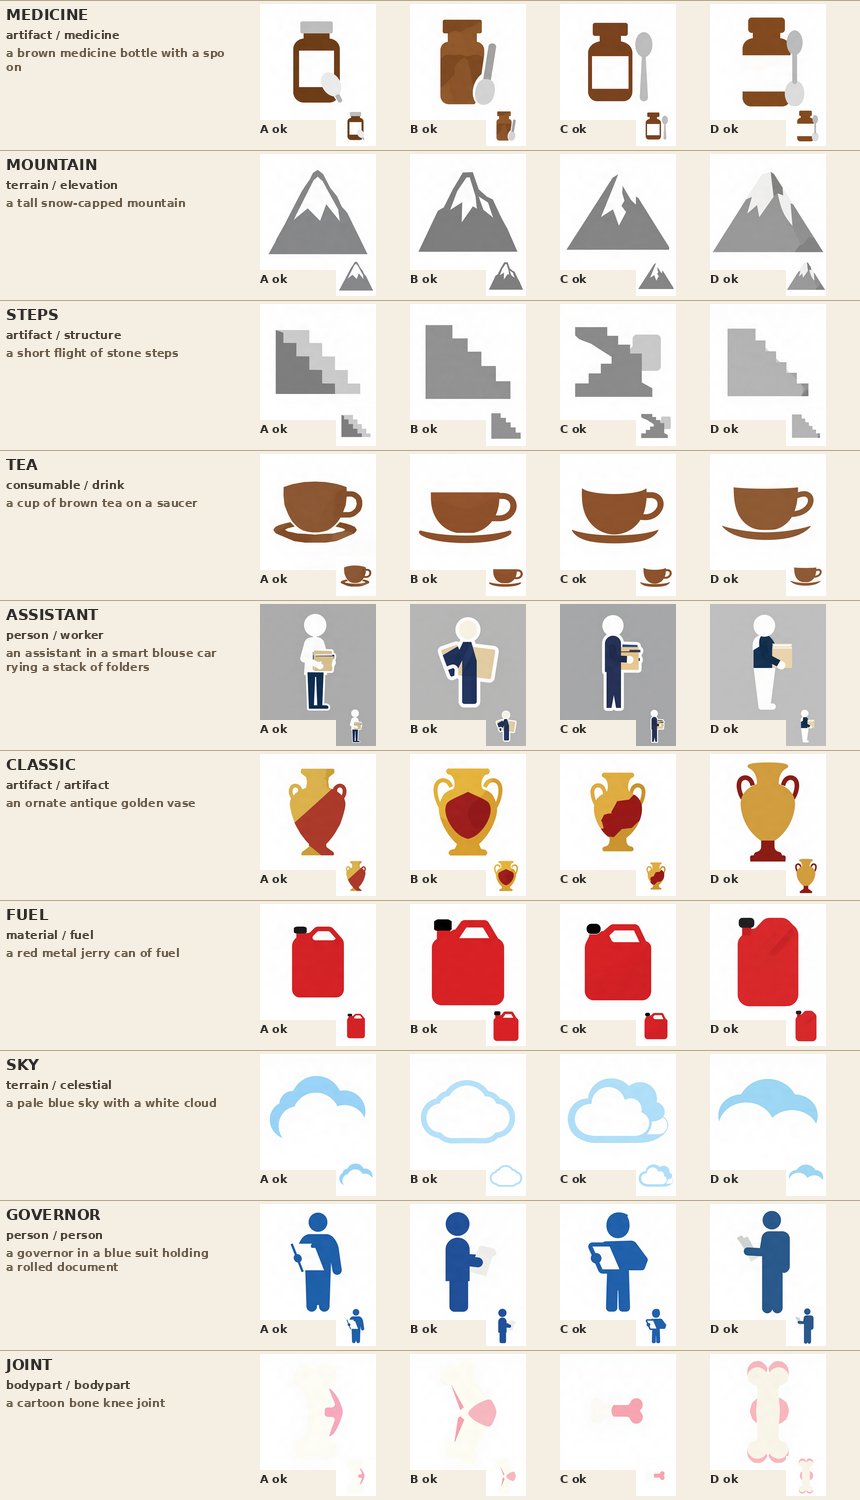 MEDICINE
artifact / medicine
a brown medicine bottle with a spo
on
A ok
B ok
C ok
D ok
MOUNTAIN
terrain / elevation
a tall snow-capped mountain
A ok
B ok
C ok
D ok
STEPS
artifact / structure
a short flight of stone steps
A ok
B ok
C ok
D ok
TEA
consumable / drink
a cup of brown tea on a saucer
A ok
B ok
C ok
D ok
ASSISTANT
person / worker
an assistant in a smart blouse car
rying a stack of folders
A ok
B ok
C ok
D ok
CLASSIC
artifact / artifact
an ornate antique golden vase
A ok
B ok
C ok
D ok
FUEL
material / fuel
a red metal jerry can of fuel
A ok
B ok
C ok
D ok
SKY
terrain / celestial
a pale blue sky with a white cloud
A ok
B ok
C ok
D ok
GOVERNOR
person / person
a governor in a blue suit holding
a rolled document
A ok
B ok
C ok
D ok
JOINT
bodypart / bodypart
a cartoon bone knee joint
A ok
B ok
C ok
D ok